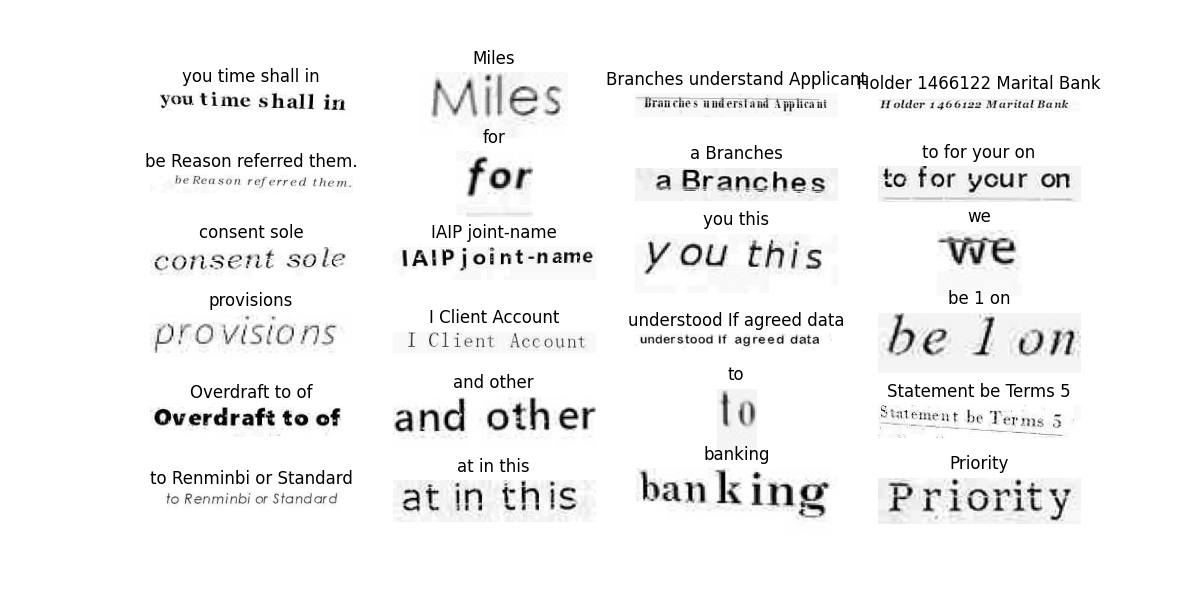 you time shall in
you time shall in
Miles
Miles
Branches understand Applicant
Branches understand Applicant
Holder 1466122 Marital Bank
Holder 1466122 Marital Bank
be Reason referred them.
be Reason referred them.
for
for
a Branches
a Branches
to for your on
to for your on
consent sole
consent sole
IAIP joint-name
IAIP joint-name
you this
you this
we
we
provisions
provisions
I Client Account
I Client Account
understood If agreed data
understood If agreed data
be 1 on
be 1 on
Overdraft to of
Overdraft to of
and other
and other
to
to
Statement be Terms 5
Statement be Terms 5
to Renminbi or Standard
to Renminbi or Standard
at in this
at in this
banking
banking
Priority
Priority